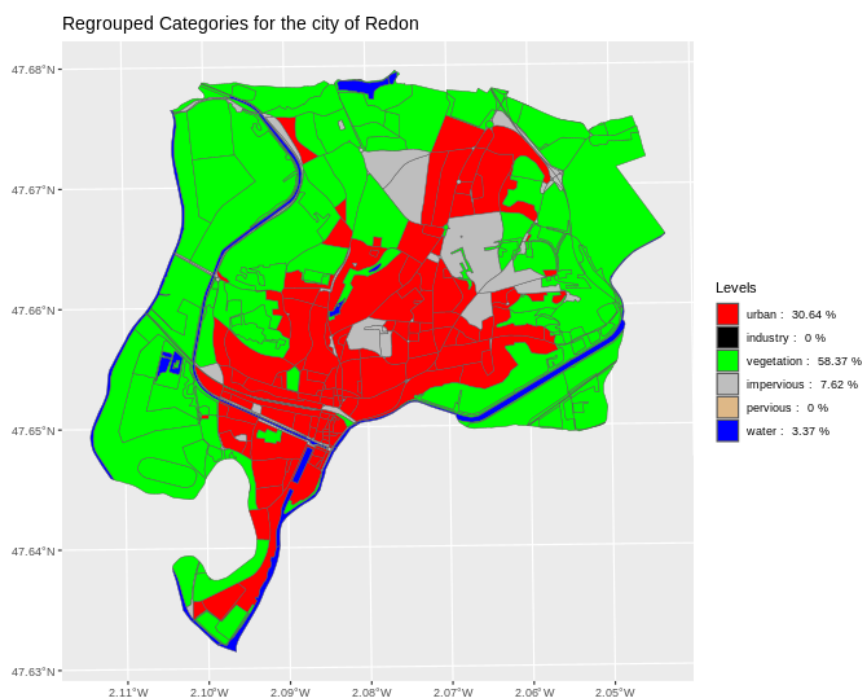 Regrouped Categories for the city of Redon
47.68°N
47.67°N
47.66°N
47.65°N
47.64°N
47.63°N
2.11°W 2.10°W 2.09°W 2.08°W 2.07°W 2.06°W 2.05°W
Levels
urban : 30.64 %
industry : 0 %
vegetation : 58.37 %
impervious : 7.62 %
pervious : 0 %
water : 3.37 %